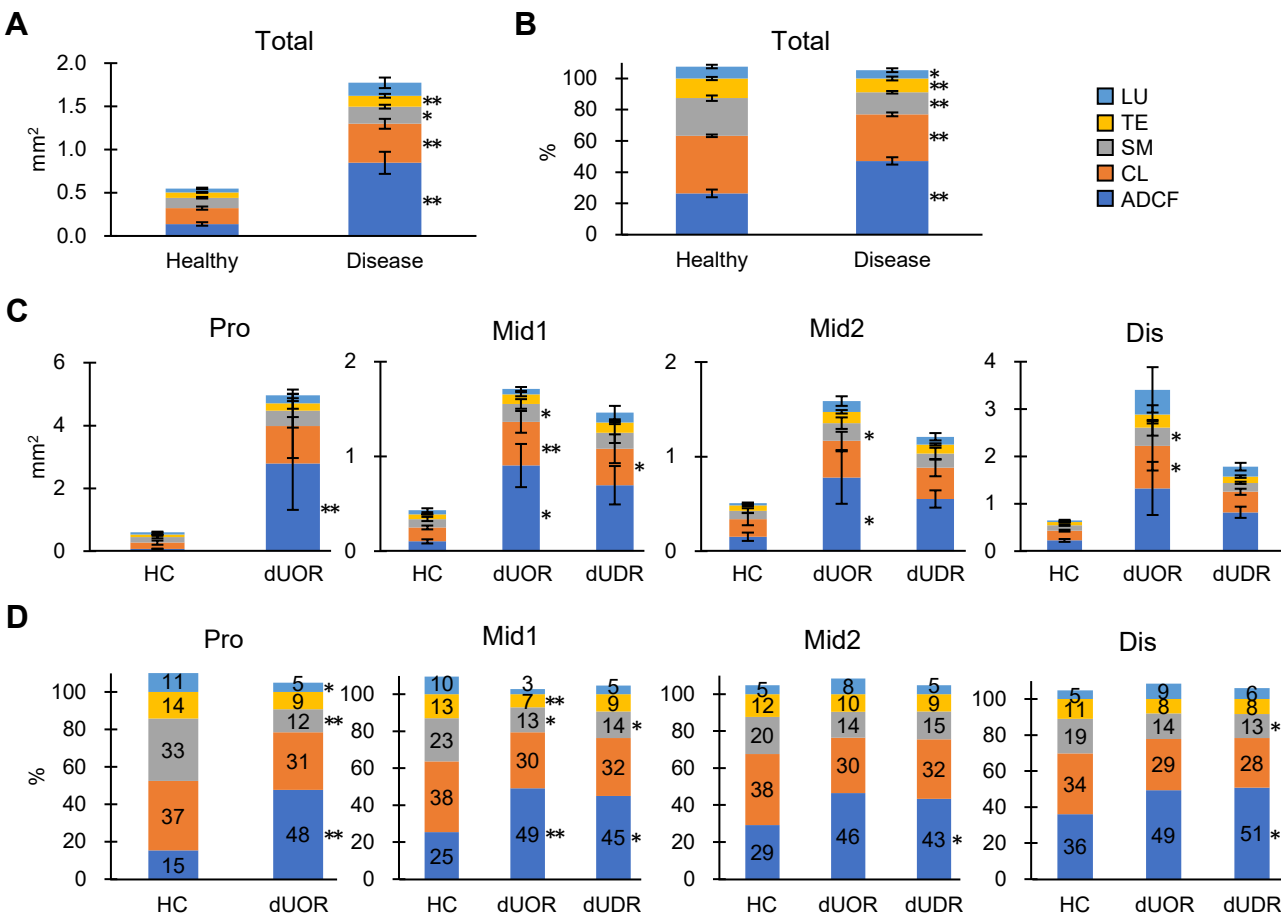 A
Total
2.0
1.5
1.0
0.5
0.0
mm²
**
*
**
**
Healthy Disease
B
Total
100
80
60
40
20
0
%
*
**
**
**
**
Healthy Disease
LU
TE
SM
CL
ADCF
C
Pro
6
4
2
0
mm²
**
HC dUOR
Mid1
2
1
0
*
**
*
*
HC dUOR dUDR
Mid2
2
1
0
*
*
HC dUOR dUDR
Dis
4
3
2
1
0
*
*
HC dUOR dUDR
D
Pro
100
80
60
40
20
0
%
11 5 *
14 9
33 12 **
37 31
15 48 **
HC dUOR
Mid1
100
80
60
40
20
0
10 3 5
13 7 ** 9
23 13 * 14 *
38 30 32
25 49 ** 45 *
HC dUOR dUDR
Mid2
100
80
60
40
20
0
5 8 5
12 10 9
20 14 15
38 30 32
29 46 43 *
HC dUOR dUDR
Dis
100
80
60
40
20
0
5 9 6
11 8 8
19 14 13 *
34 29 28
36 49 51 *
HC dUOR dUDR